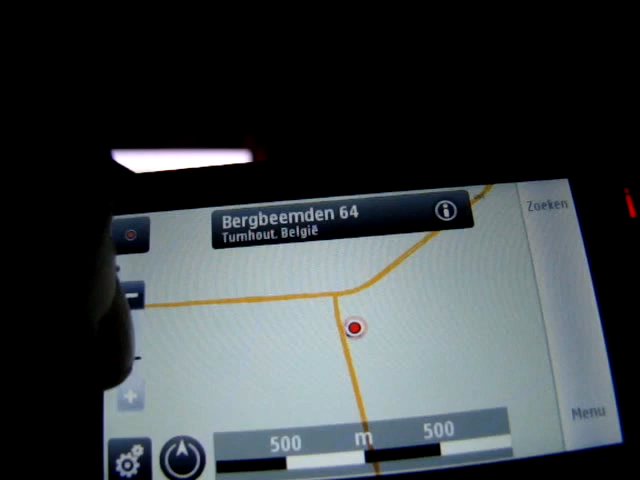 Zoeken
Bergbeemden 64
Turnhout. België
500 m 500
Menu